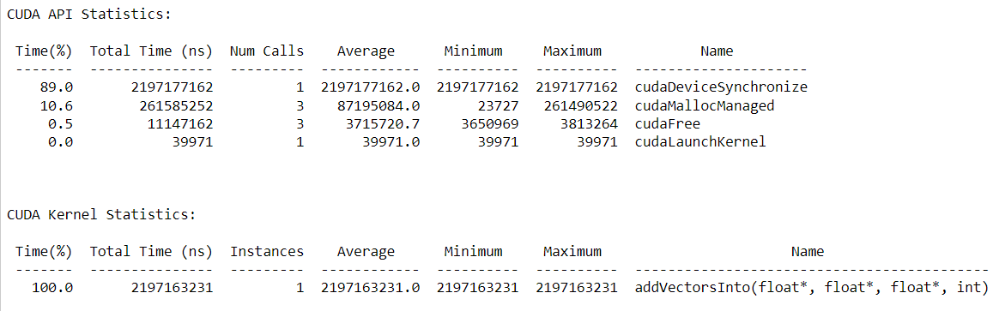 CUDA API Statistics:
Time(%) Total Time (ns) Num Calls Average Minimum Maximum Name
------- --------------- --------- ------------ ---------- ---------- ---------------------
89.0 2197177162 1 2197177162.0 2197177162 2197177162 cudaDeviceSynchronize
10.6 261585252 3 87195084.0 23727 261490522 cudaMallocManaged
0.5 11147162 3 3715720.7 3650969 3813264 cudaFree
0.0 39971 1 39971.0 39971 39971 cudaLaunchKernel
CUDA Kernel Statistics:
Time(%) Total Time (ns) Instances Average Minimum Maximum Name
------- --------------- --------- ------------ ---------- ---------- -------------------------------------------
100.0 2197163231 1 2197163231.0 2197163231 2197163231 addVectorsInto(float*, float*, float*, int)